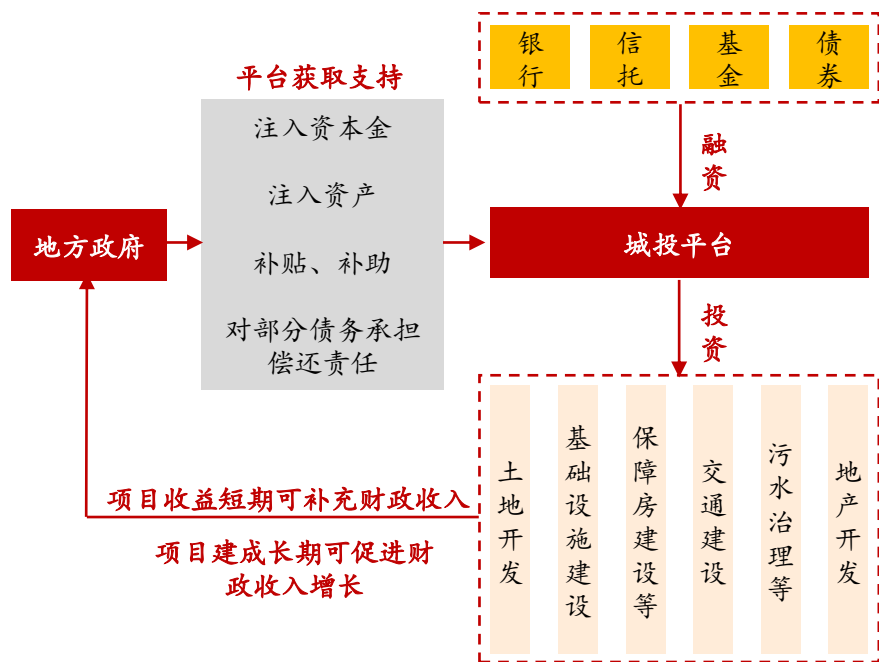 银行
信托
基金
债券
平台获取支持
注入资本金
注入资产
补贴、补助
对部分债务承担
偿还责任
融资
地方政府
城投平台
投资
土地开发
基础设施建设
保障房建设等
交通建设
污水治理等
地产开发
项目收益短期可补充财政收入
项目建成长期可促进财
政收入增长